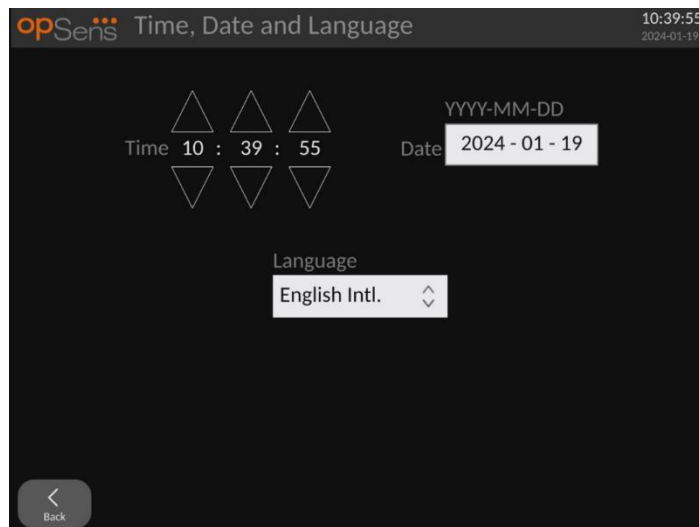 opSens Time, Date and Language
10:39:55
2024-01-19
YYYY-MM-DD
Time 10 : 39 : 55
Date 2024 - 01 - 19
Language
English Intl.
Back